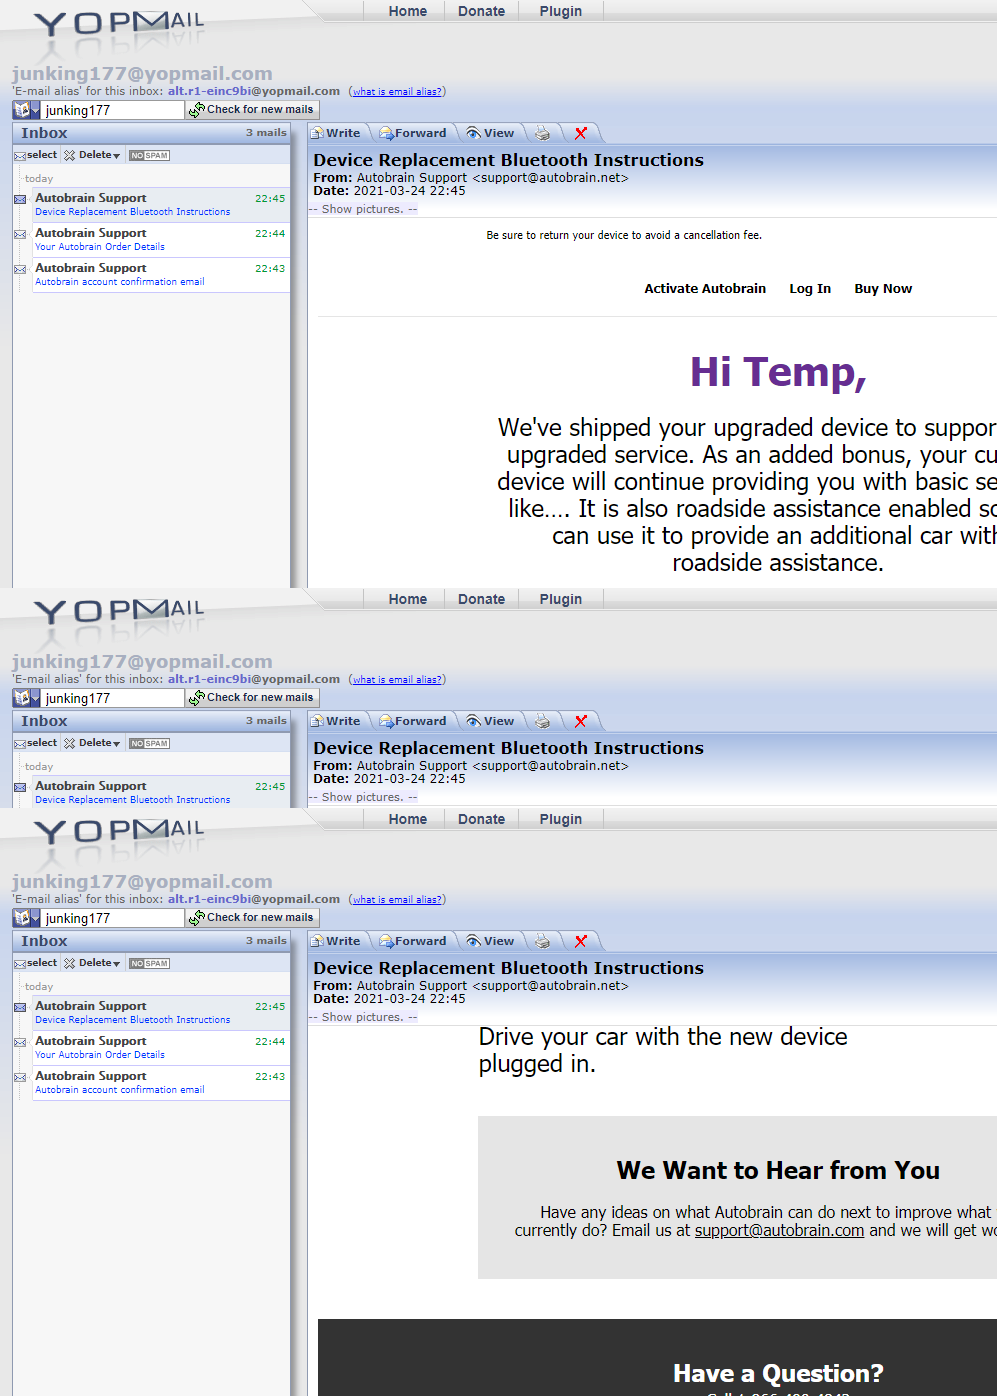 YOPMAIL
Home Donate Plugin
junking177@yopmail.com
'E-mail alias' for this inbox: alt.r1-einc9bi@yopmail.com (what is email alias?)
junking177 Check for new mails
Inbox 3 mails
select Delete NO SPAM
today
Autobrain Support 22:45
Device Replacement Bluetooth Instructions
Autobrain Support 22:44
Your Autobrain Order Details
Autobrain Support 22:43
Autobrain account confirmation email
Write Forward View
Device Replacement Bluetooth Instructions
From: Autobrain Support <support@autobrain.net>
Date: 2021-03-24 22:45
-- Show pictures. --
Be sure to return your device to avoid a cancellation fee.
Activate Autobrain Log In Buy Now
Hi Temp,
We've shipped your upgraded device to suppor
upgraded service. As an added bonus, your cu
device will continue providing you with basic se
like.... It is also roadside assistance enabled so
can use it to provide an additional car with
roadside assistance.
YOPMAIL
Home Donate Plugin
junking177@yopmail.com
'E-mail alias' for this inbox: alt.r1-einc9bi@yopmail.com (what is email alias?)
junking177 Check for new mails
Inbox 3 mails
select Delete NO SPAM
today
Autobrain Support 22:45
Device Replacement Bluetooth Instructions
Write Forward View
Device Replacement Bluetooth Instructions
From: Autobrain Support <support@autobrain.net>
Date: 2021-03-24 22:45
-- Show pictures. --
YOPMAIL
Home Donate Plugin
junking177@yopmail.com
'E-mail alias' for this inbox: alt.r1-einc9bi@yopmail.com (what is email alias?)
junking177 Check for new mails
Inbox 3 mails
select Delete NO SPAM
today
Autobrain Support 22:45
Device Replacement Bluetooth Instructions
Autobrain Support 22:44
Your Autobrain Order Details
Autobrain Support 22:43
Autobrain account confirmation email
Write Forward View
Device Replacement Bluetooth Instructions
From: Autobrain Support <support@autobrain.net>
Date: 2021-03-24 22:45
-- Show pictures. --
Drive your car with the new device
plugged in.
We Want to Hear from You
Have any ideas on what Autobrain can do next to improve what
currently do? Email us at support@autobrain.com and we will get wo
Have a Question?